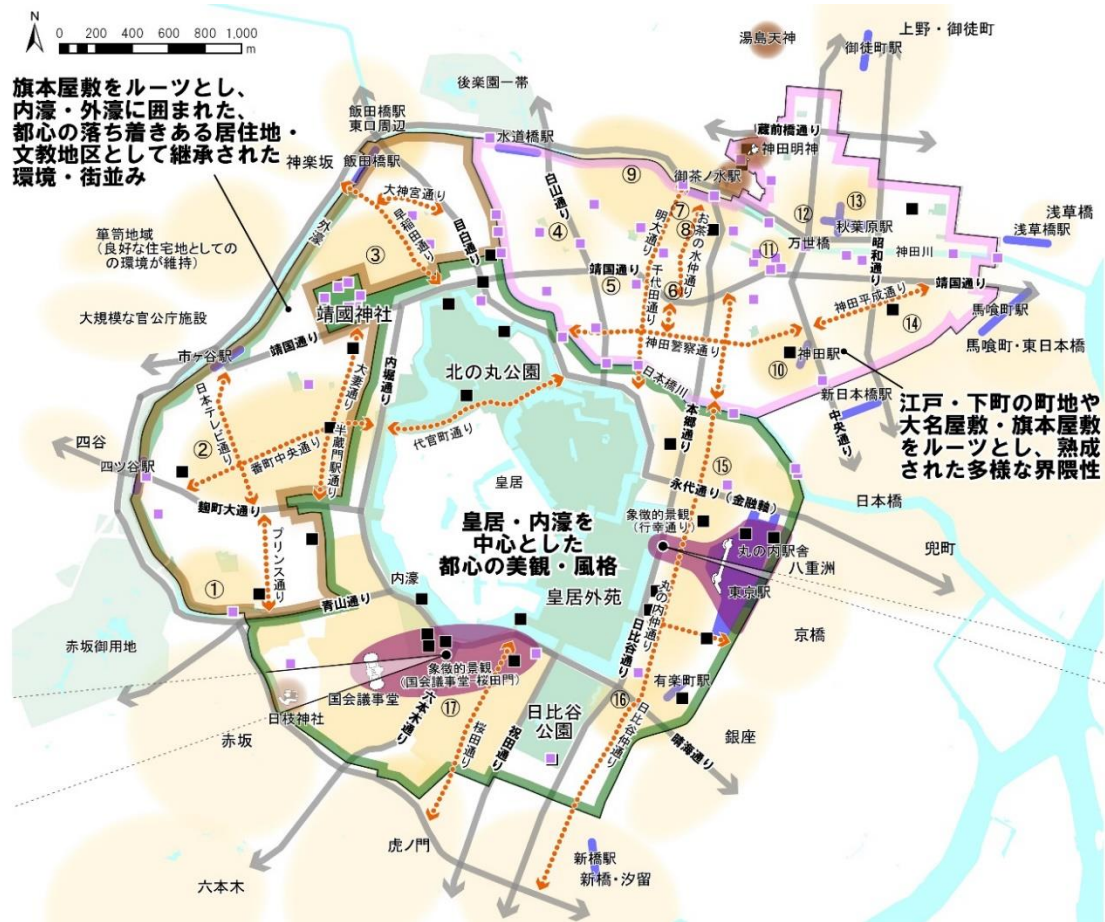 N
0 200 400 600 800 1,000
m
旗本屋敷をルーツとし、
内濠・外濠に囲まれた、
都心の落ち着きある居住地・
文教地区として継承された
環境・街並み
後楽園一帯
飯田橋駅
東口周辺
神楽坂
飯田橋駅
水道橋駅
湯島天神
御徒町駅
上野・御徒町
蔵前橋通り
神田明神
御茶ノ水駅
外濠
大神宮通り
早稲田通り
目白通り
白山通り
③
④
⑤
⑥
⑦
⑧
⑨
⑪
⑫
⑬
明大通り
お茶の水仲通り
千代田通り
万世橋
秋葉原駅
昭和通り
神田川
浅草橋
浅草橋駅
箪笥地域
(良好な住宅地としての
の環境が維持)
大規模な官公庁施設
靖國神社
靖国通り
靖国通り
靖国通り
市ヶ谷駅
神田警察通り
神田平成通り
⑭
馬喰町駅
馬喰町・東日本橋
⑩
神田駅
新日本橋駅
中央通り
日本橋川
江戸・下町の町地や
大名屋敷・旗本屋敷
をルーツとし、熟成
された多様な界隈性
内堀通り
北の丸公園
代官町通り
本郷通り
日本テレビ通り
大妻通り
半蔵門駅通り
番町中央通り
②
四谷
四ツ谷駅
麹町大通り
プリンス通り
①
青山通り
赤坂御用地
皇居
皇居・内濠を
中心とした
都心の美観・風格
皇居外苑
内濠
⑮
永代通り(金融軸)
日本橋
兜町
象徴的景観
(行幸通り)
丸の内駅舎
八重洲
東京駅
京橋
丸の内仲通り
日比谷通り
有楽町駅
⑯
日比谷仲通り
晴海通り
銀座
象徴的景観
(国会議事堂-桜田門)
国会議事堂
日枝神社
赤坂
六本木通り
⑰
桜田通り
祝田通り
日比谷
公園
虎ノ門
六本木
新橋駅
新橋・汐留